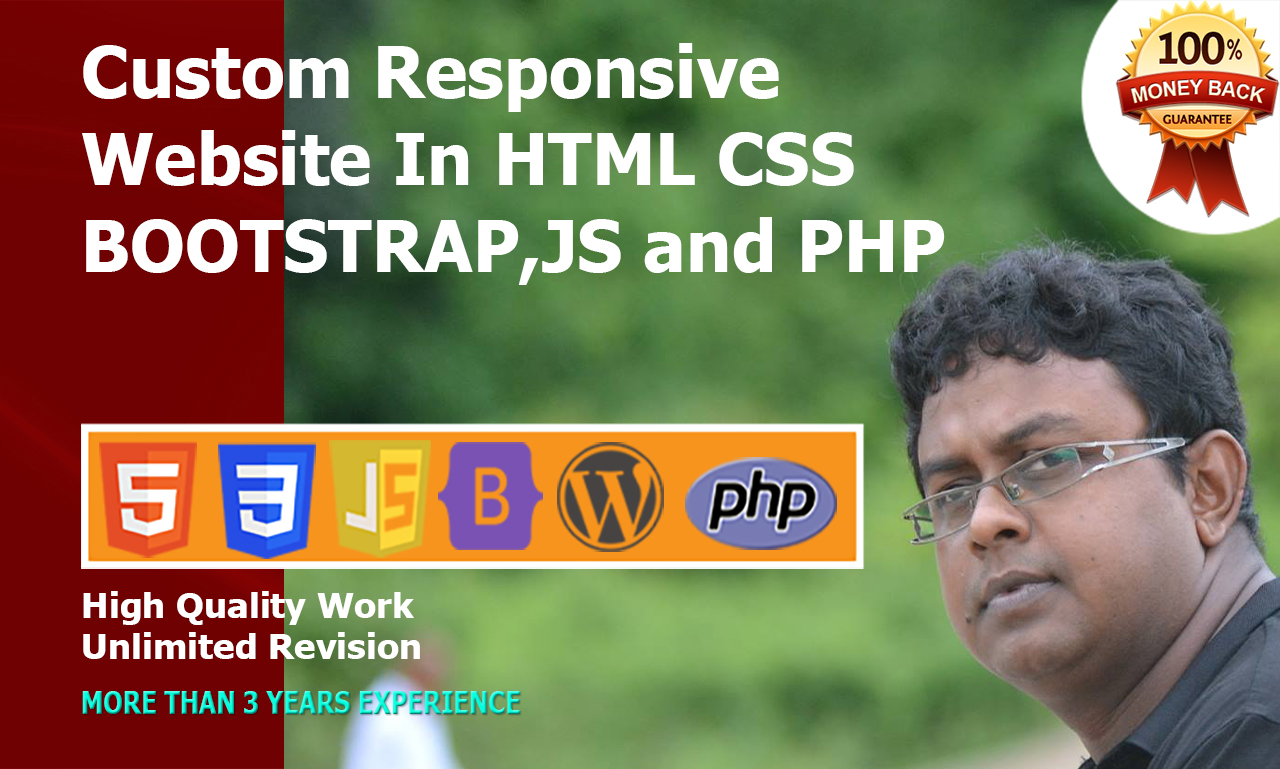 Custom Responsive
Website In HTML CSS
BOOTSTRAP,JS and PHP
100%
MONEY BACK
GUARANTEE
5
3
JS
B
W
php
High Quality Work
Unlimited Revision
MORE THAN 3 YEARS EXPERIENCE